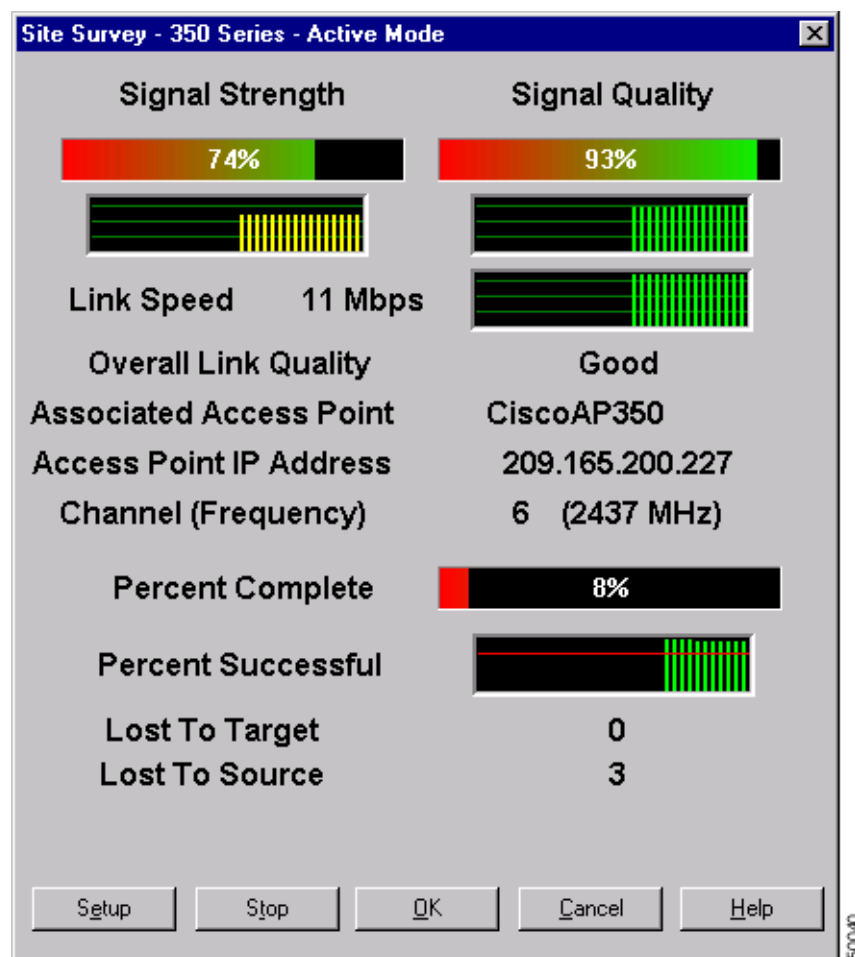 Site Survey - 350 Series - Active Mode
Signal Strength Signal Quality
74% 93%
Link Speed 11 Mbps
Overall Link Quality Good
Associated Access Point CiscoAP350
Access Point IP Address 209.165.200.227
Channel (Frequency) 6 (2437 MHz)
Percent Complete 8%
Percent Successful
Lost To Target 0
Lost To Source 3
Setup Stop OK Cancel Help